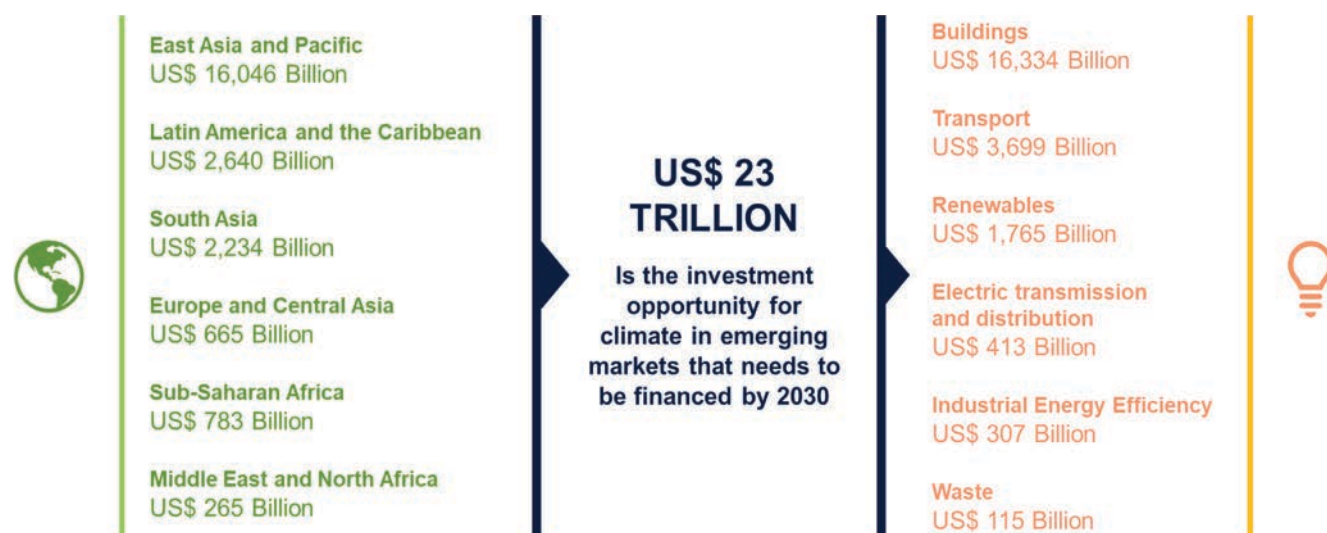 East Asia and Pacific
US$ 16,046 Billion
Latin America and the Caribbean
US$ 2,640 Billion
South Asia
US$ 2,234 Billion
Europe and Central Asia
US$ 665 Billion
Sub-Saharan Africa
US$ 783 Billion
Middle East and North Africa
US$ 265 Billion
US$ 23
TRILLION
Is the investment
opportunity for
climate in emerging
markets that needs to
be financed by 2030
Buildings
US$ 16,334 Billion
Transport
US$ 3,699 Billion
Renewables
US$ 1,765 Billion
Electric transmission
and distribution
US$ 413 Billion
Industrial Energy Efficiency
US$ 307 Billion
Waste
US$ 115 Billion